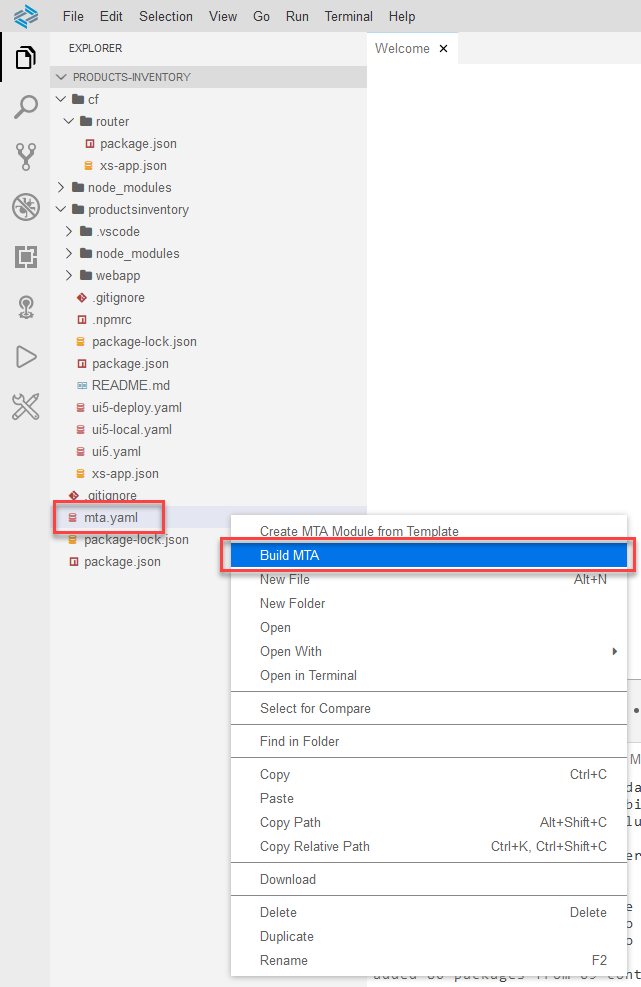 File Edit Selection View Go Run Terminal Help
EXPLORER
Welcome
PRODUCTS-INVENTORY
cf
router
package.json
xs-app.json
node_modules
productsinventory
.vscode
node_modules
webapp
.gitignore
.npmrc
package-lock.json
package.json
README.md
ui5-deploy.yaml
ui5-local.yaml
ui5.yaml
xs-app.json
.gitignore
mta.yaml
package-lock.json
package.json
Create MTA Module from Template
Build MTA
New File Alt+N
New Folder
Open
Open With
Open in Terminal
Select for Compare
Find in Folder
Copy Ctrl+C
Paste
Copy Path Alt+Shift+C
Copy Relative Path Ctrl+K, Ctrl+Shift+C
Download
Delete Delete
Duplicate
Rename F2